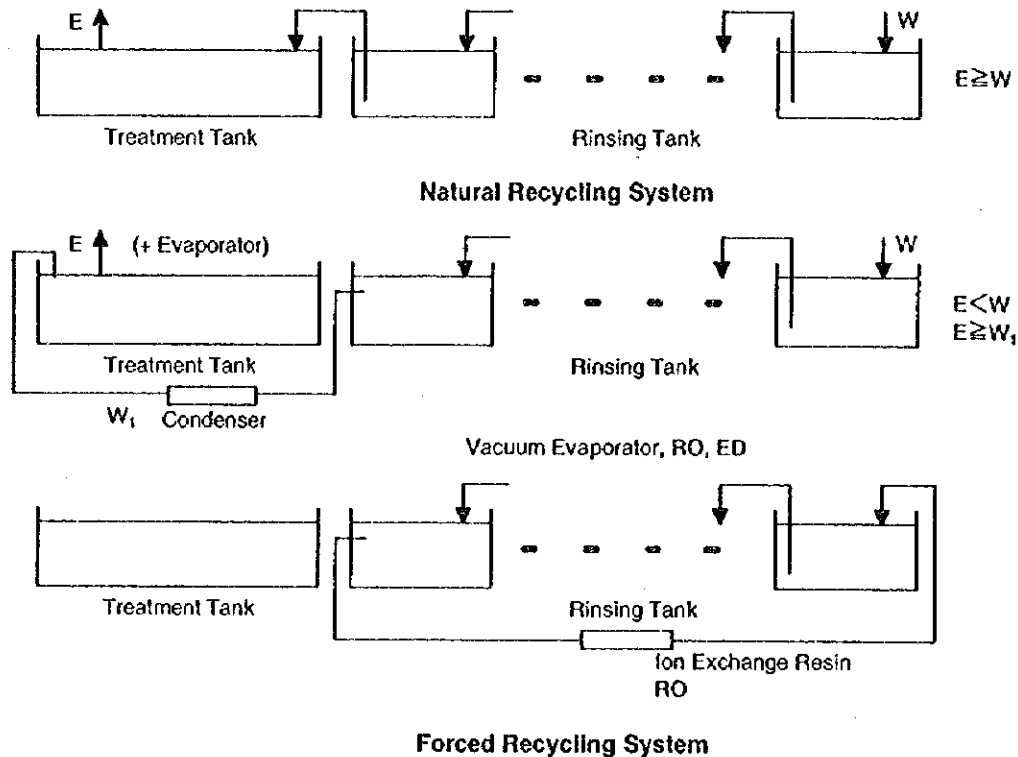 E
W
E≧W
Treatment Tank
Rinsing Tank
Natural Recycling System
E
(+ Evaporator)
W
E<W
E≧W₁
Treatment Tank
Rinsing Tank
W₁
Condenser
Vacuum Evaporator, RO, ED
Treatment Tank
Rinsing Tank
Ion Exchange Resin
RO
Forced Recycling System